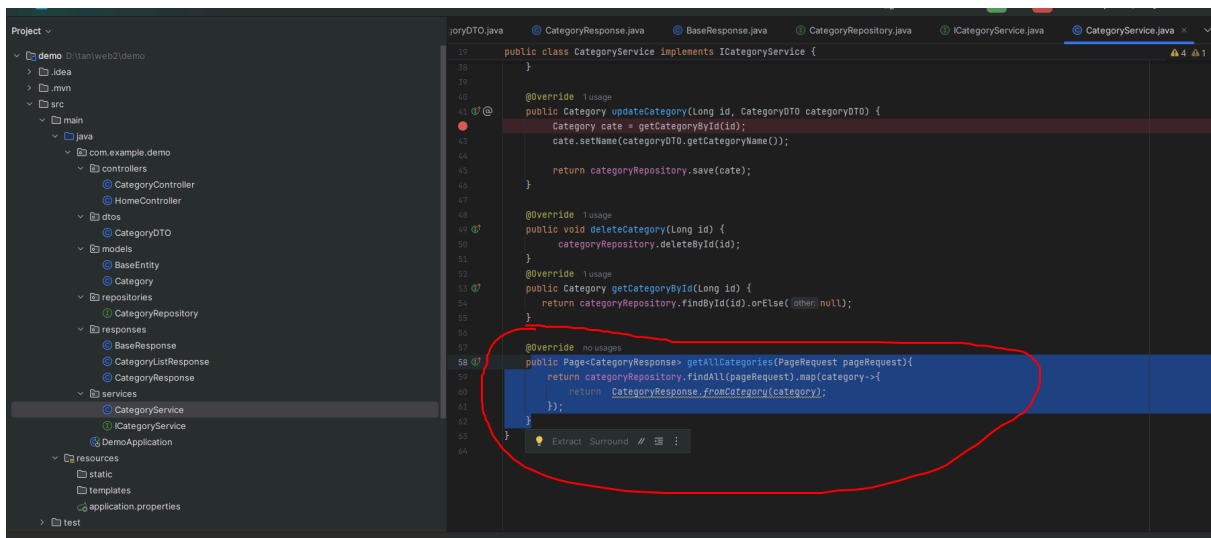 Project
demo D:\tan\web2\demo
.idea
.mvn
src
main
java
com.example.demo
controllers
CategoryController
HomeController
dtos
CategoryDTO
models
BaseEntity
Category
repositories
CategoryRepository
responses
BaseResponse
CategoryListResponse
CategoryResponse
services
CategoryService
ICategoryService
DemoApplication
resources
static
templates
application.properties
test
goryDTO.java CategoryResponse.java BaseResponse.java CategoryRepository.java ICategoryService.java CategoryService.java
19 public class CategoryService implements ICategoryService { 4 1
38 }
39
40 @Override 1 usage
41 @ public Category updateCategory(Long id, CategoryDTO categoryDTO) {
Category cate = getCategoryById(id);
43 cate.setName(categoryDTO.getCategoryName());
44
45 return categoryRepository.save(cate);
46 }
47
48 @Override 1 usage
49 public void deleteCategory(Long id) {
50 categoryRepository.deleteById(id);
51 }
52 @Override 1 usage
53 public Category getCategoryById(Long id) {
54 return categoryRepository.findById(id).orElse( other: null);
55 }
56
57 @Override no usages
58 public Page<CategoryResponse> getAllCategories(PageRequest pageRequest){
59 return categoryRepository.findAll(pageRequest).map(category->{
60 return CategoryResponse.fromCategory(category);
61 });
62 }
63 }
Extract Surround //
64